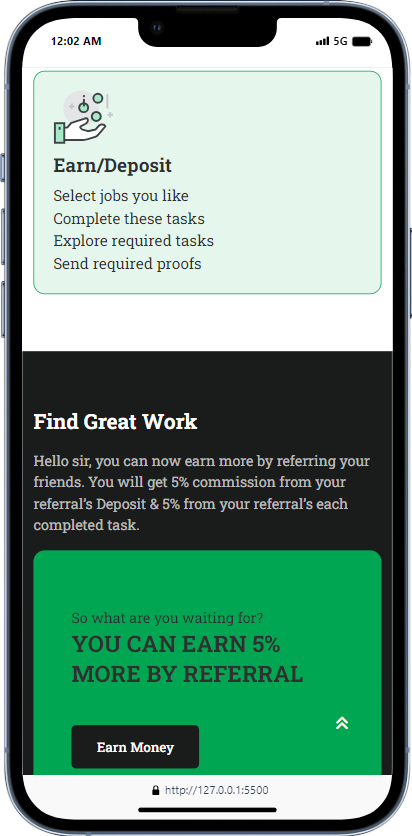 12:02 AM 5G
Earn/Deposit
Select jobs you like
Complete these tasks
Explore required tasks
Send required proofs
Find Great Work
Hello sir, you can now earn more by referring your
friends. You will get 5% commission from your
referral's Deposit & 5% from your referral's each
completed task.
So what are you waiting for?
YOU CAN EARN 5%
MORE BY REFERRAL
Earn Money
http://127.0.0.1:5500